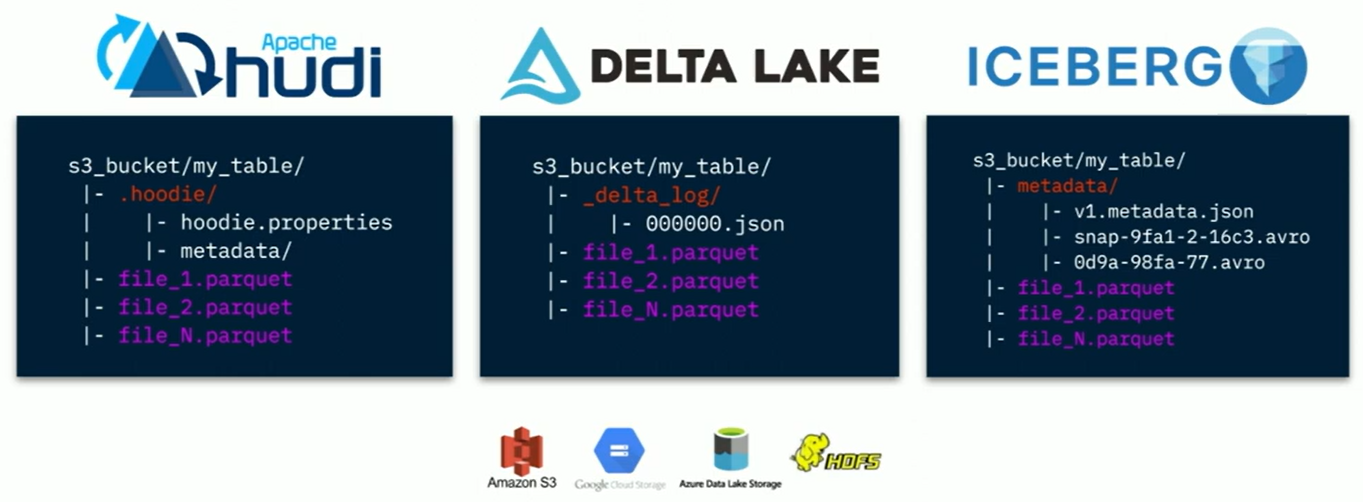 Apache
hudi
DELTA LAKE
ICEBERG
s3_bucket/my_table/
|- .hoodie/
| |- hoodie.properties
| |- metadata/
|- file_1.parquet
|- file_2.parquet
|- file_N.parquet
s3_bucket/my_table/
|- _delta_log/
| |- 000000.json
|- file_1.parquet
|- file_2.parquet
|- file_N.parquet
s3_bucket/my_table/
|- metadata/
| |- v1.metadata.json
| |- snap-9fa1-2-16c3.avro
| |- 0d9a-98fa-77.avro
|- file_1.parquet
|- file_2.parquet
|- file_N.parquet
Amazon S3
Google Cloud Storage
Azure Data Lake Storage
HDFS